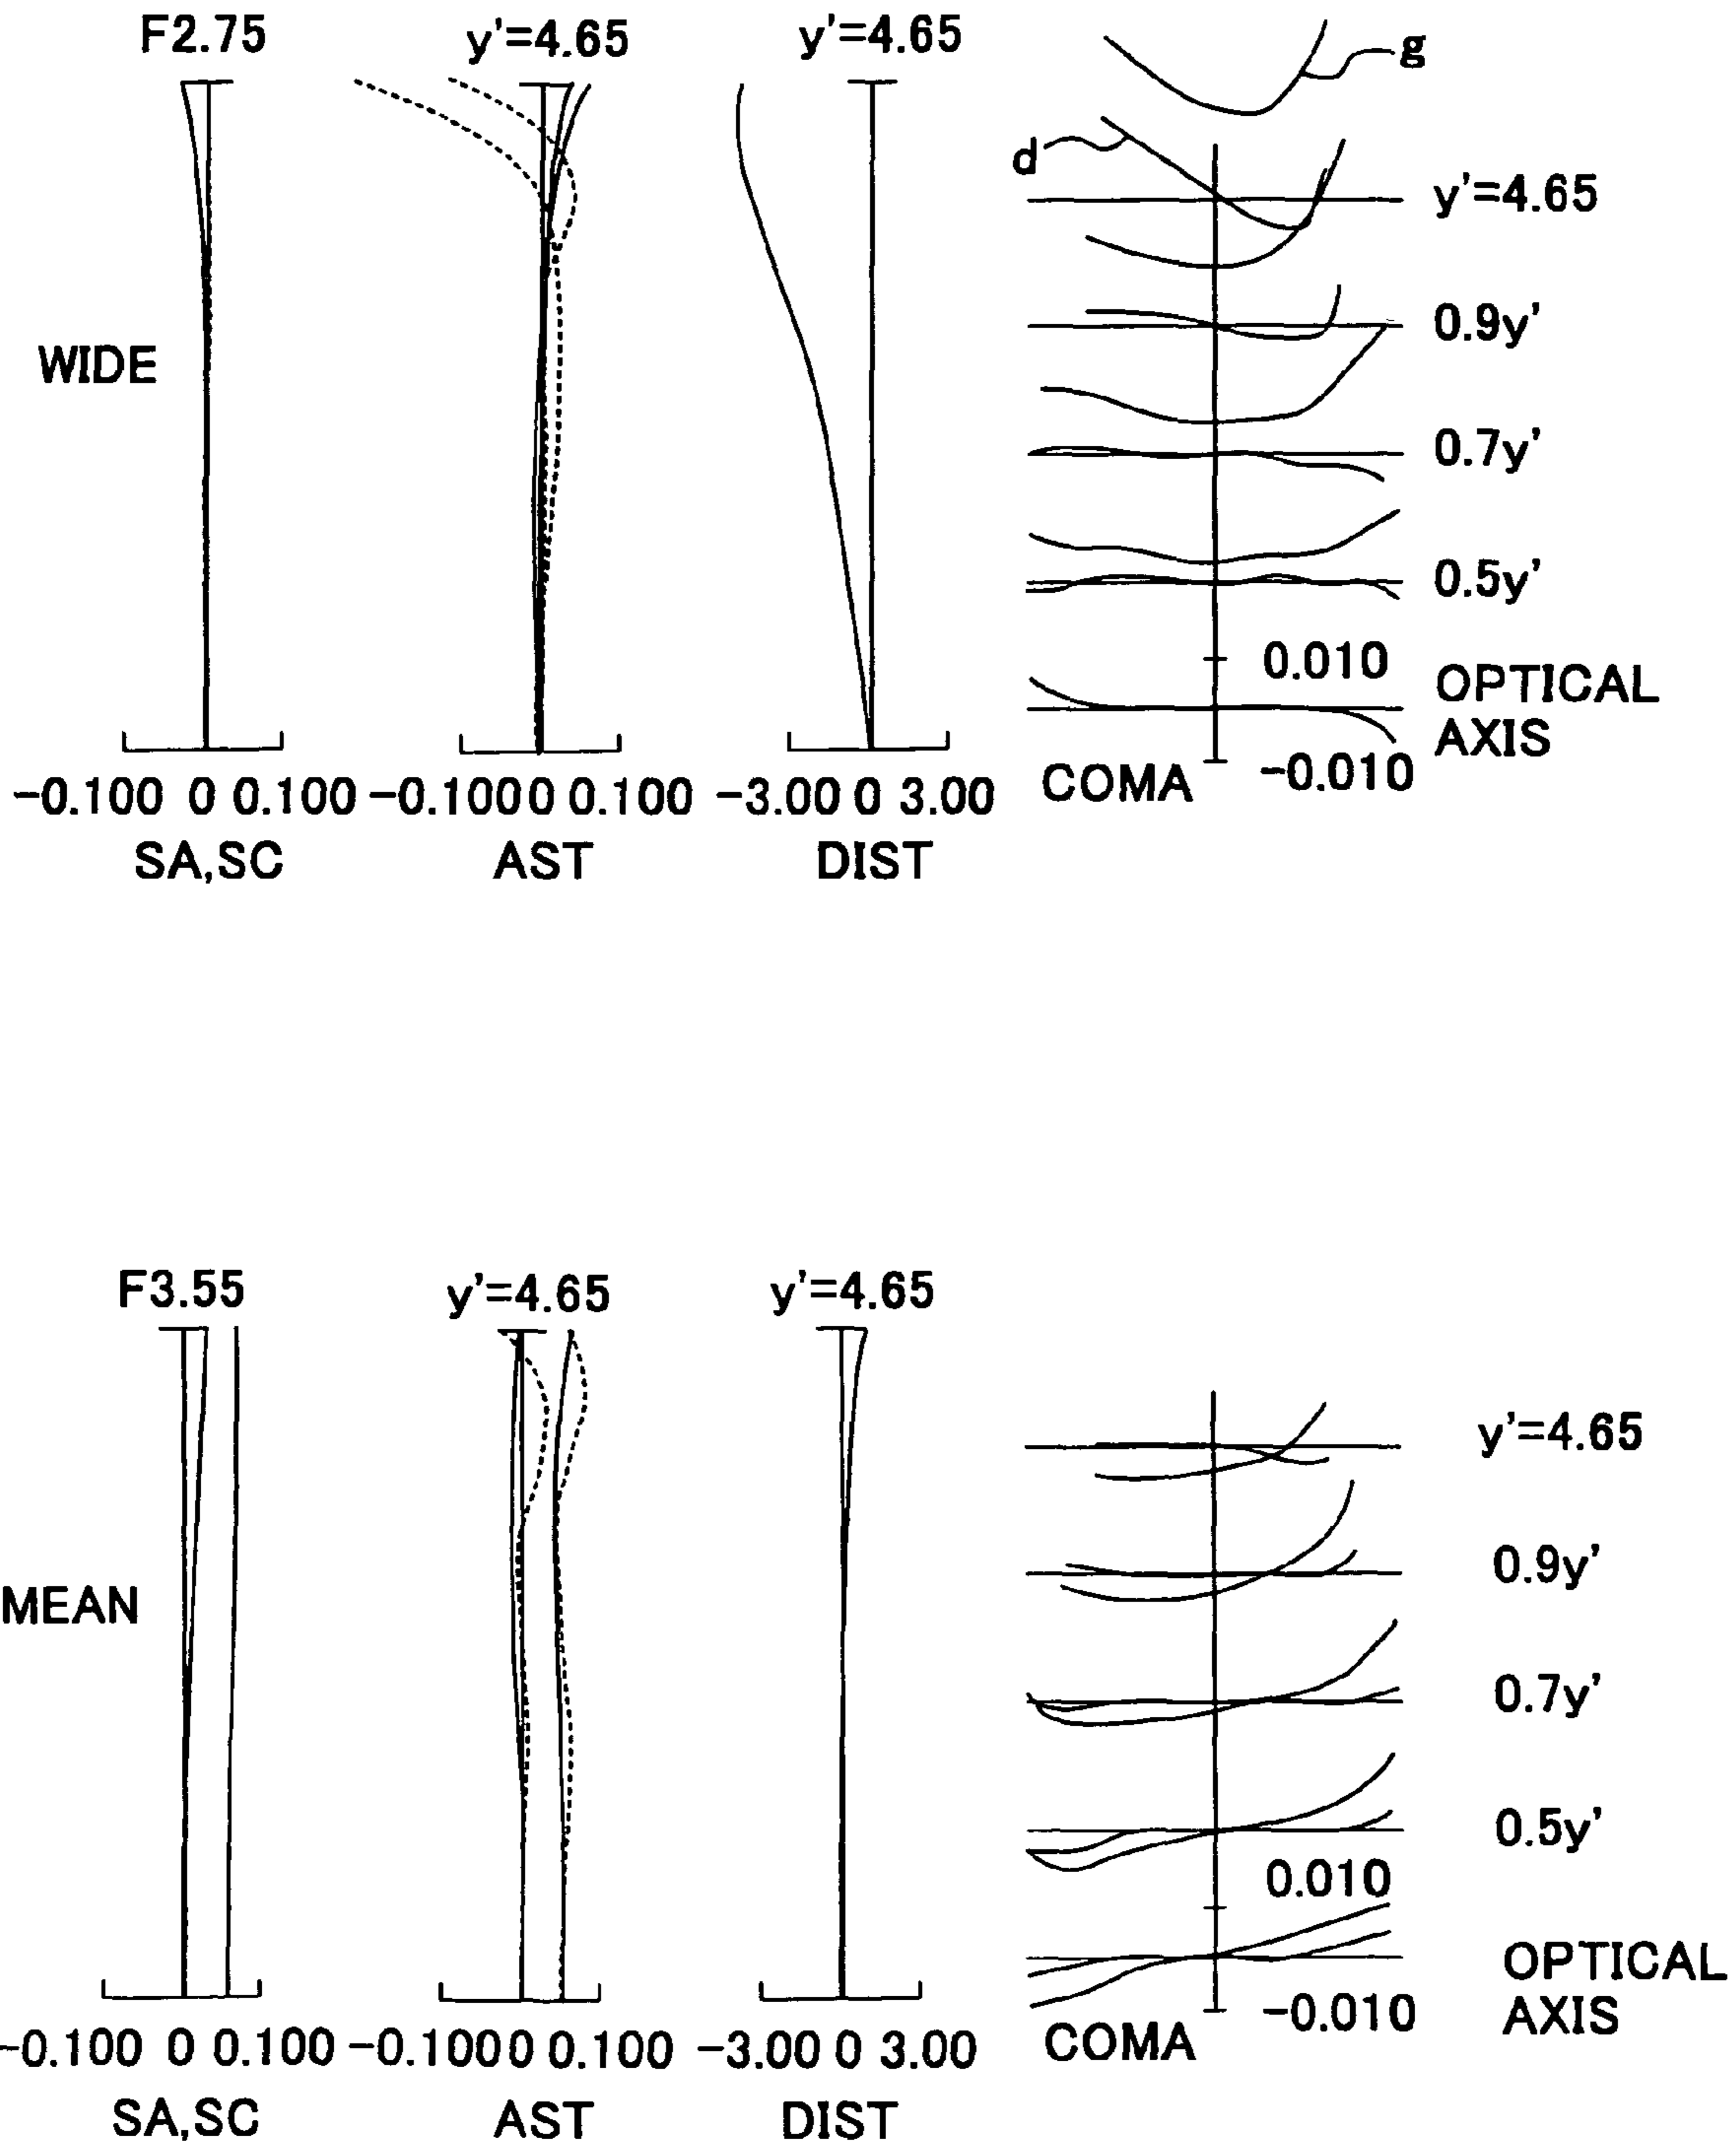 F2.75
y'=4.65
y'=4.65
g
d
y'=4.65
0.9y'
0.7y'
0.5y'
0.010
OPTICAL
AXIS
-0.010
COMA
WIDE
-0.100 0 0.100
-0.100 0 0.100
-3.00 0 3.00
SA,SC
AST
DIST
F3.55
y'=4.65
y'=4.65
y'=4.65
0.9y'
0.7y'
0.5y'
0.010
OPTICAL
AXIS
-0.010
COMA
MEAN
-0.100 0 0.100
-0.100 0 0.100
-3.00 0 3.00
SA,SC
AST
DIST